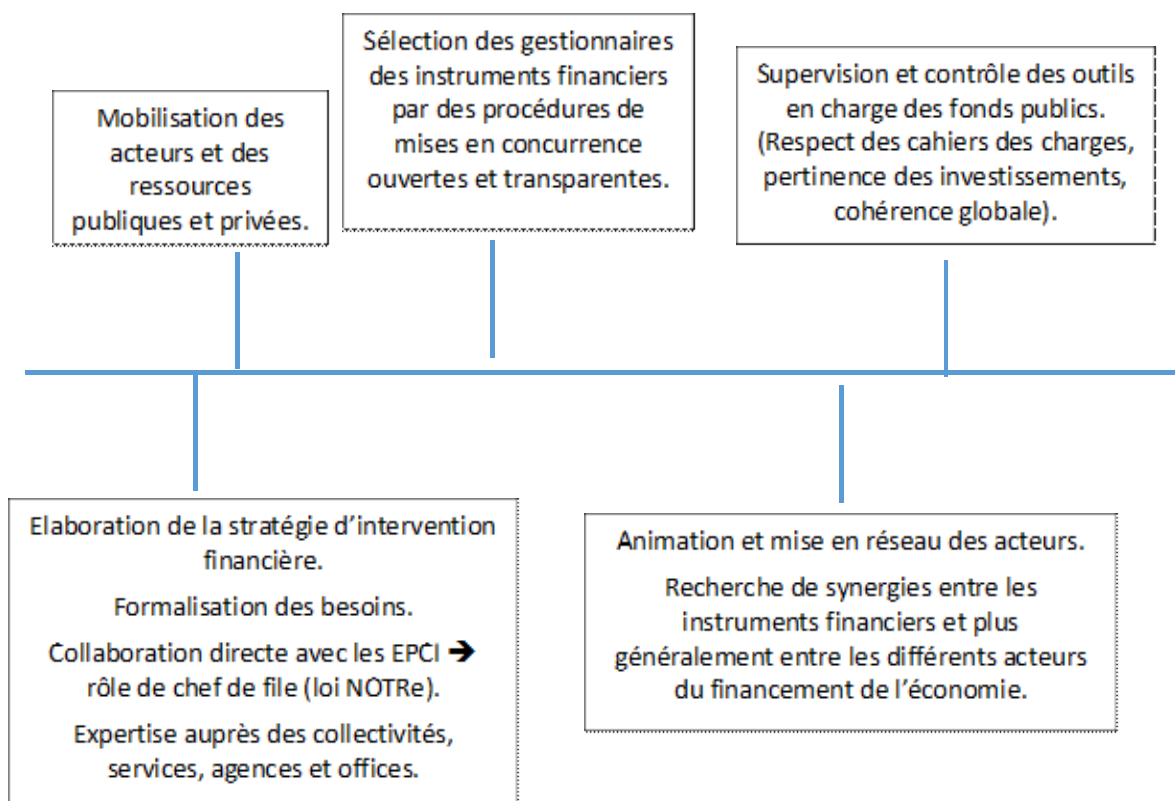 Mobilisation des
acteurs et des
ressources
publiques et privées.
Sélection des gestionnaires
des instruments financiers
par des procédures de
mises en concurrence
ouvertes et transparentes.
Supervision et contrôle des outils
en charge des fonds publics.
(Respect des cahiers des charges,
pertinence des investissements,
cohérence globale).
Elaboration de la stratégie d’intervention
financière.
Formalisation des besoins.
Collaboration directe avec les EPCI ➔
rôle de chef de file (loi NOTRe).
Expertise auprès des collectivités,
services, agences et offices.
Animation et mise en réseau des acteurs.
Recherche de synergies entre les
instruments financiers et plus
généralement entre les différents acteurs
du financement de l’économie.